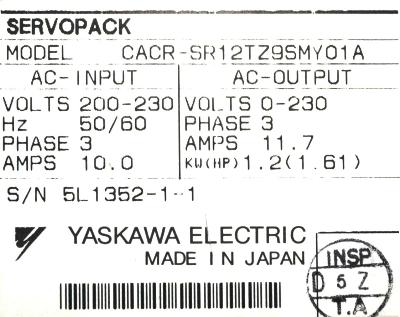 SERVOPACK
MODEL CACR-SR12TZ9SMY01A
AC-INPUT AC-OUTPUT
VOLTS 200-230 VOLTS 0-230
Hz 50/60 PHASE 3
PHASE 3 AMPS 11.7
AMPS 10.0 KW(HP) 1.2(1.61)
S/N 5L1352-1-1
YASKAWA ELECTRIC
MADE IN JAPAN
INSP
D 5 Z
T.A